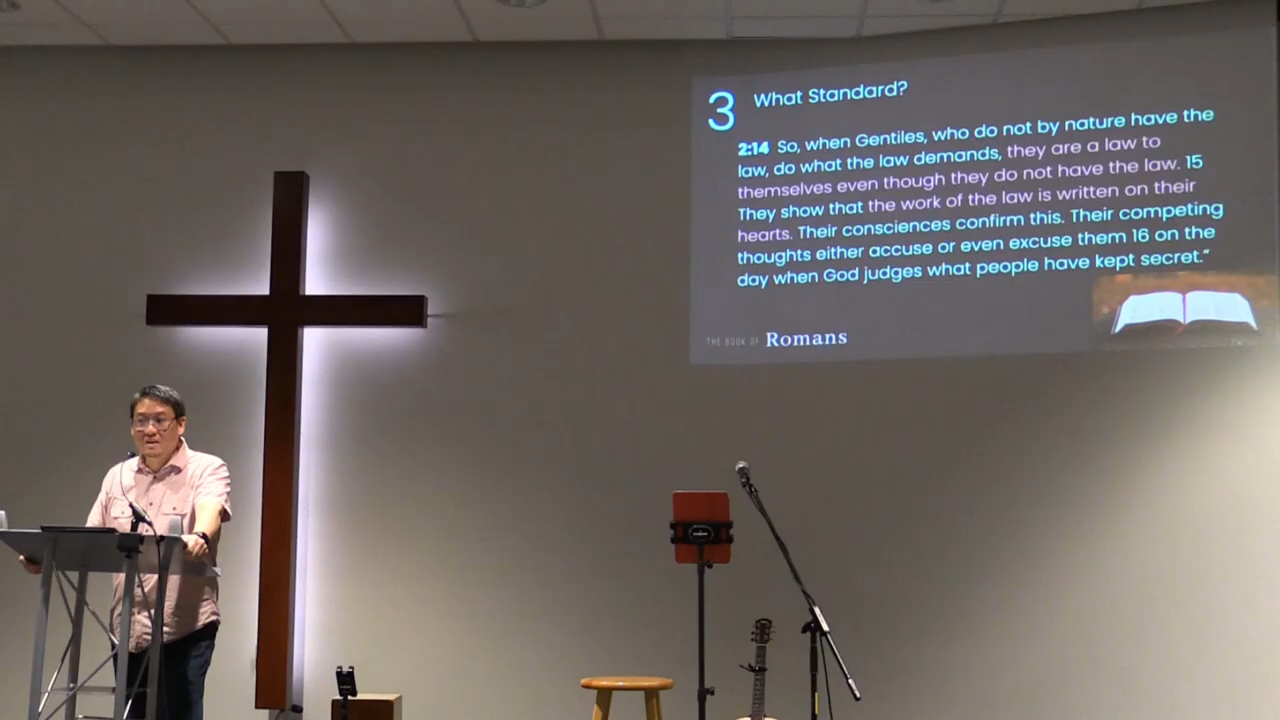 3 What Standard?
2:14 So, when Gentiles, who do not by nature have the
law, do what the law demands, they are a law to
themselves even though they do not have the law. 15
They show that the work of the law is written on their
hearts. Their consciences confirm this. Their competing
thoughts either accuse or even excuse them 16 on the
day when God judges what people have kept secret."
THE BOOK OF Romans